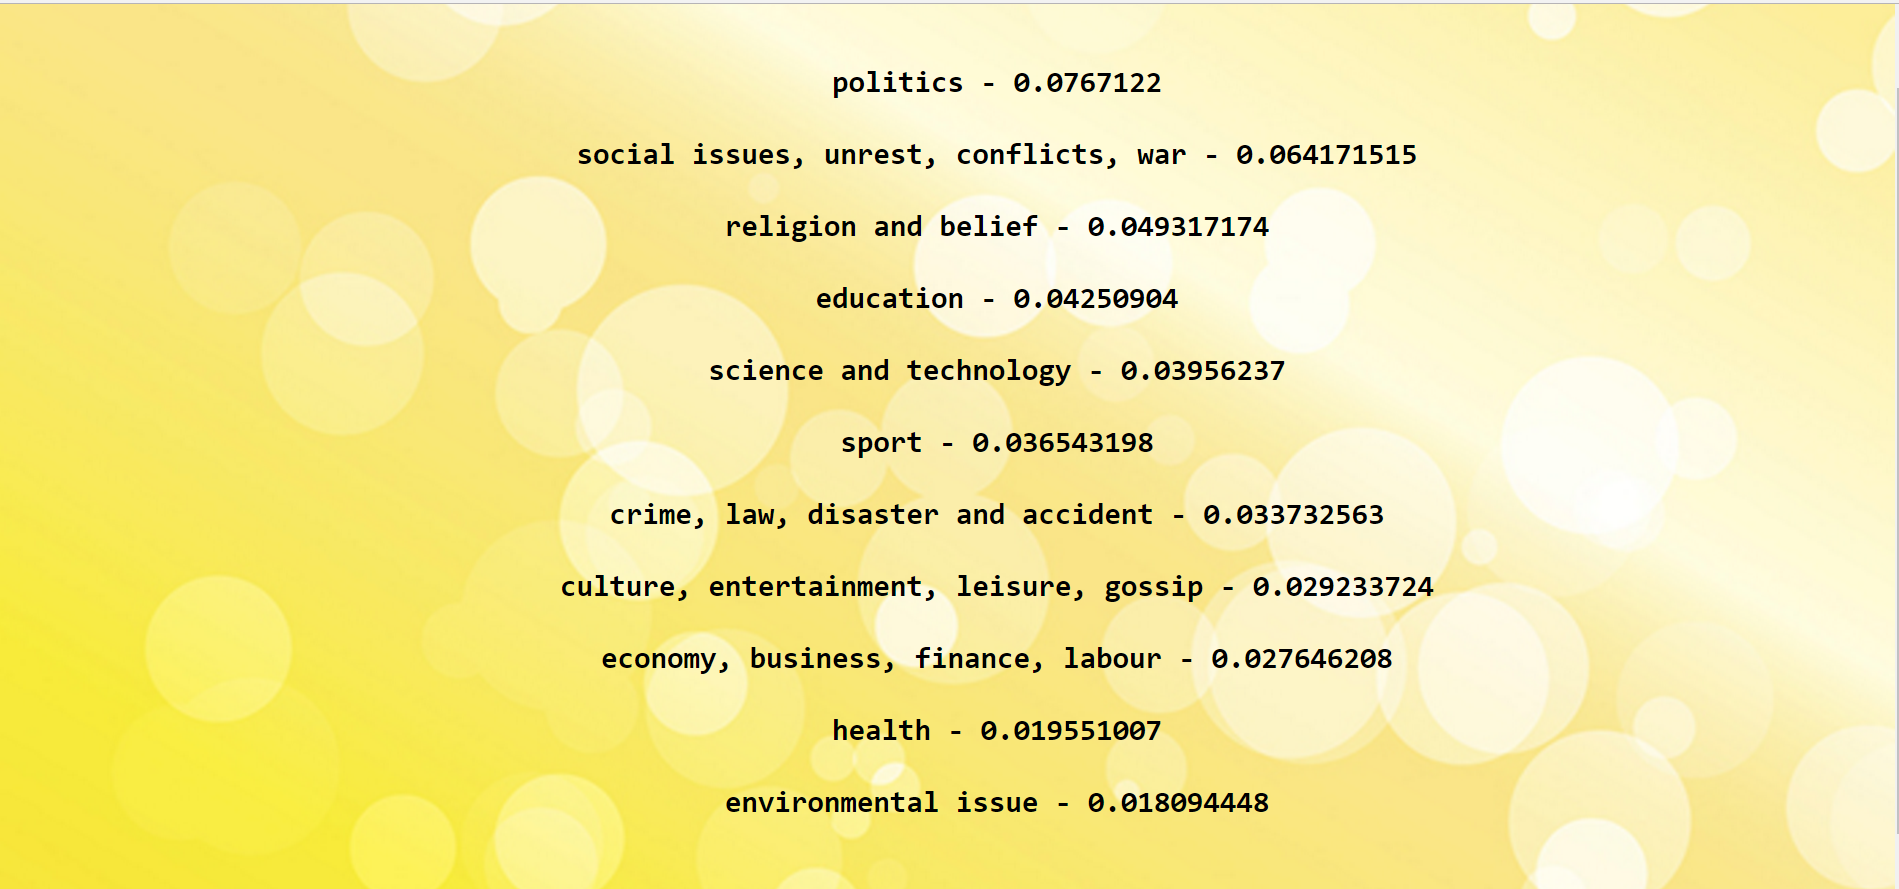 politics - 0.0767122
social issues, unrest, conflicts, war - 0.064171515
religion and belief - 0.049317174
education - 0.04250904
science and technology - 0.03956237
sport - 0.036543198
crime, law, disaster and accident - 0.033732563
culture, entertainment, leisure, gossip - 0.029233724
economy, business, finance, labour - 0.027646208
health - 0.019551007
environmental issue - 0.018094448